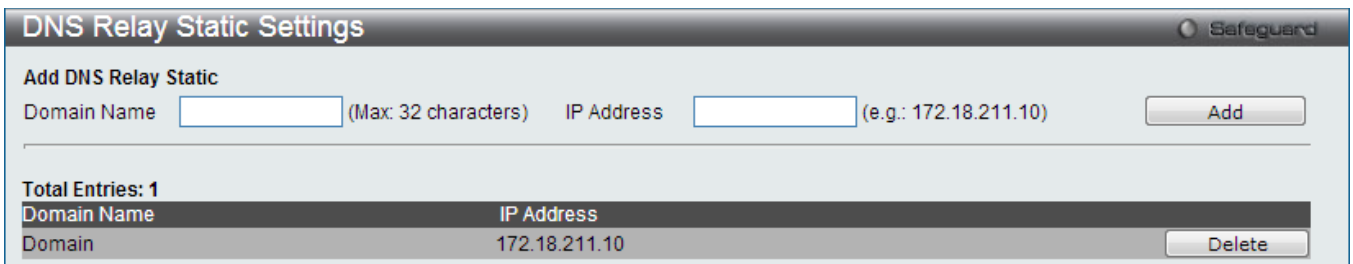 DNS Relay Static Settings Safeguard
Add DNS Relay Static
Domain Name (Max: 32 characters) IP Address (e.g.: 172.18.211.10) Add
Total Entries: 1
Domain Name IP Address
Domain 172.18.211.10 Delete